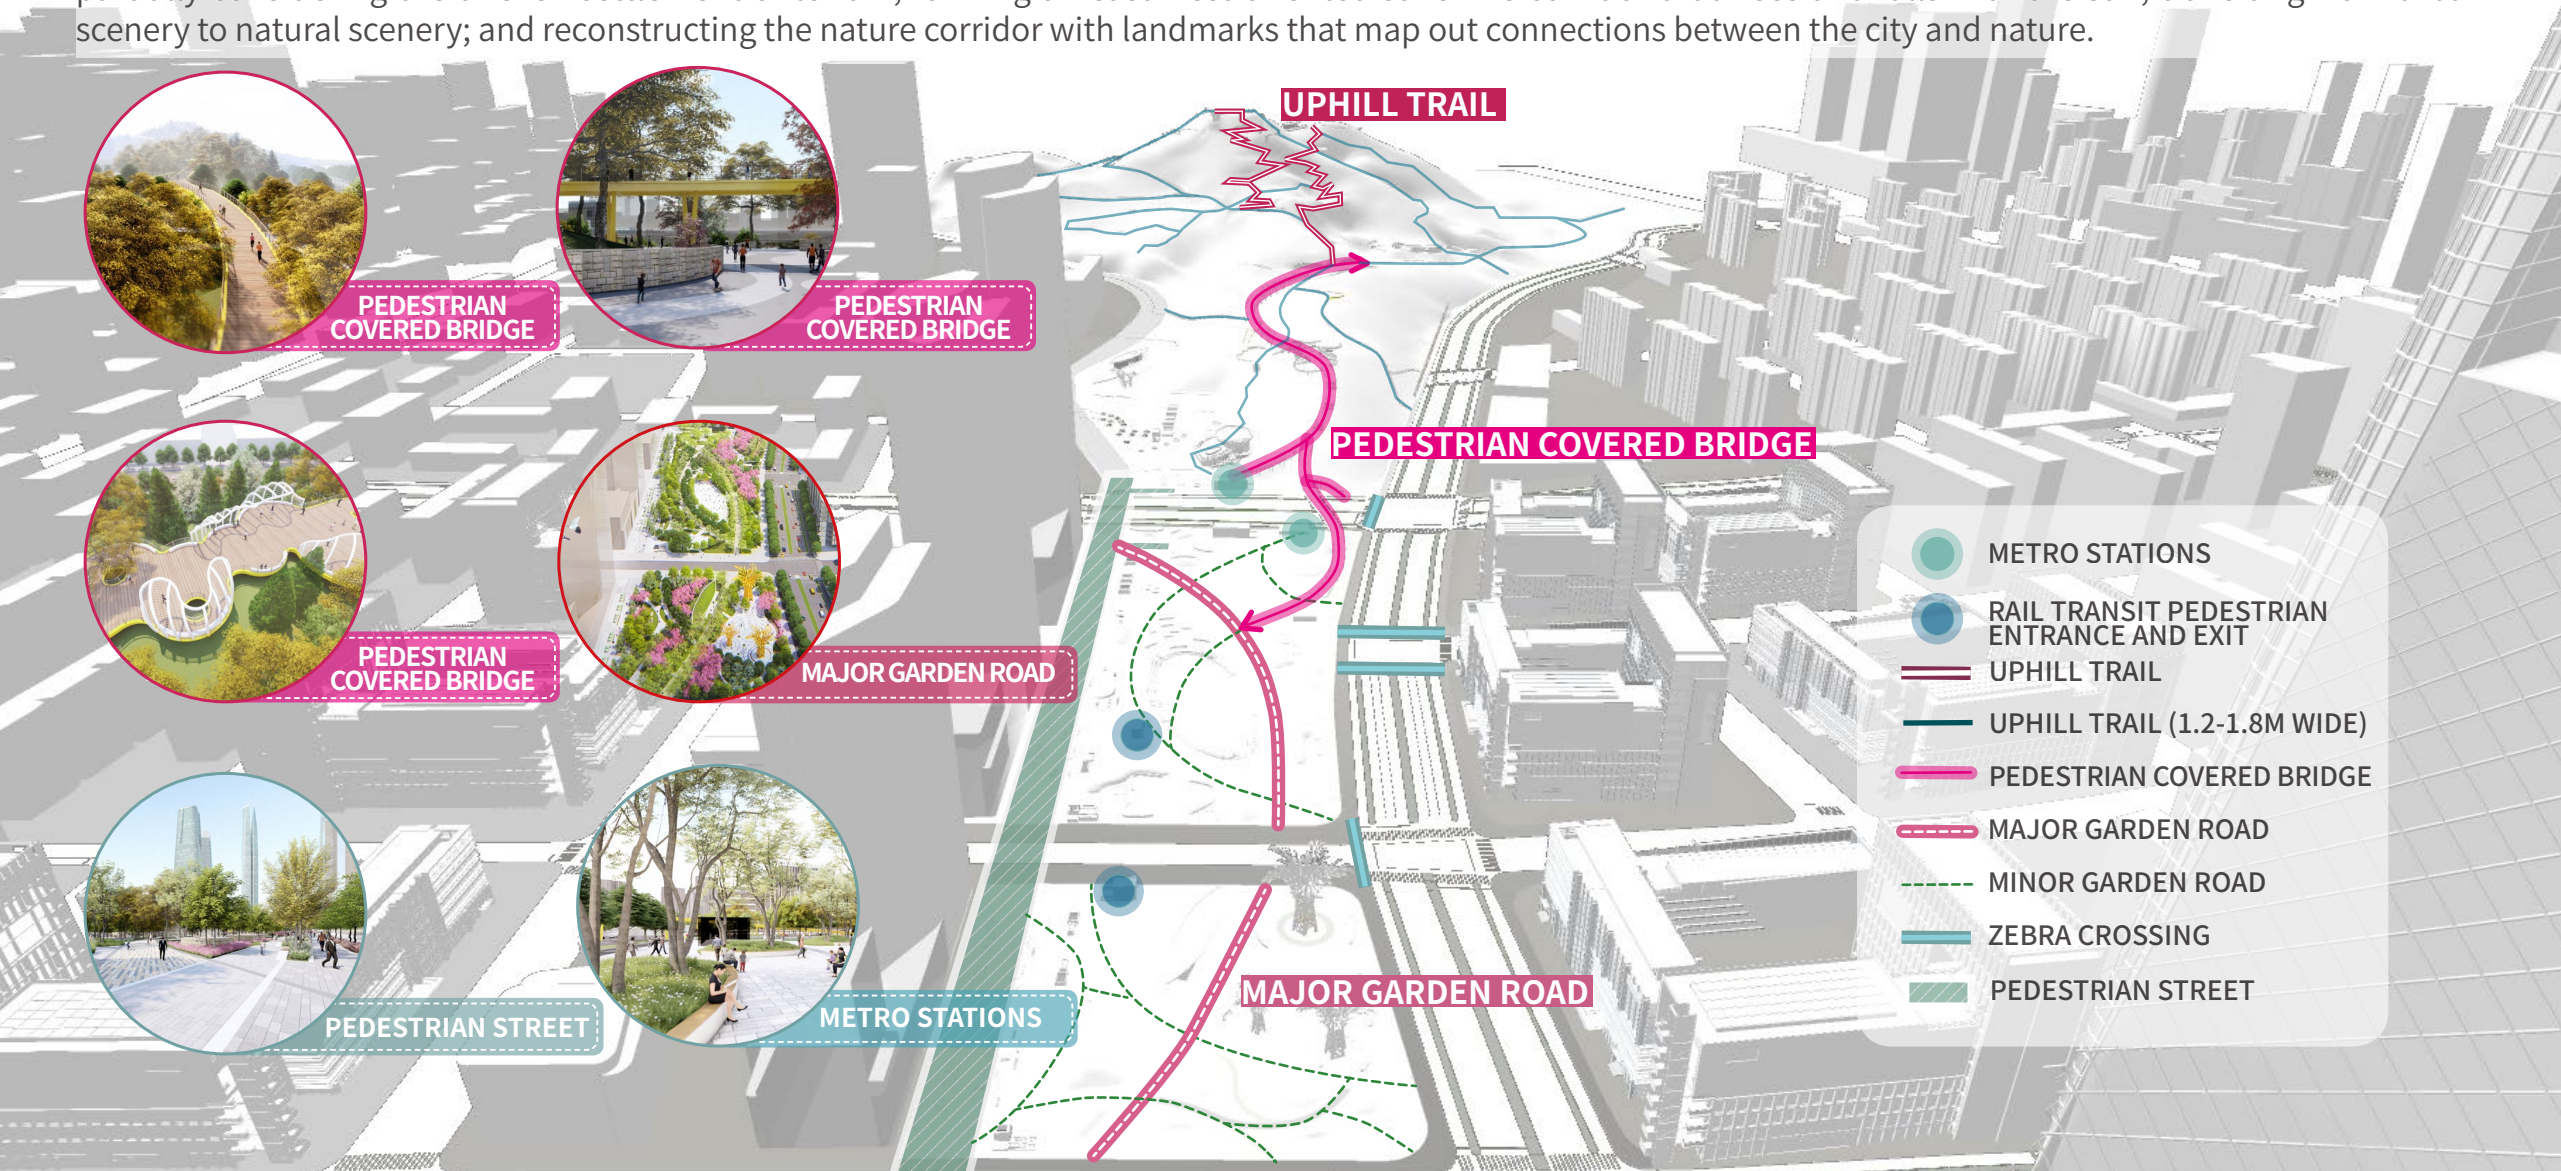 scenery to natural scenery; and reconstructing the nature corridor with landmarks that map out connections between the city and nature.
UPHILL TRAIL
PEDESTRIAN
COVERED BRIDGE
PEDESTRIAN
COVERED BRIDGE
PEDESTRIAN COVERED BRIDGE
PEDESTRIAN
COVERED BRIDGE
MAJOR GARDEN ROAD
PEDESTRIAN STREET
METRO STATIONS
MAJOR GARDEN ROAD
METRO STATIONS
RAIL TRANSIT PEDESTRIAN
ENTRANCE AND EXIT
UPHILL TRAIL
UPHILL TRAIL (1.2-1.8M WIDE)
PEDESTRIAN COVERED BRIDGE
MAJOR GARDEN ROAD
MINOR GARDEN ROAD
ZEBRA CROSSING
PEDESTRIAN STREET